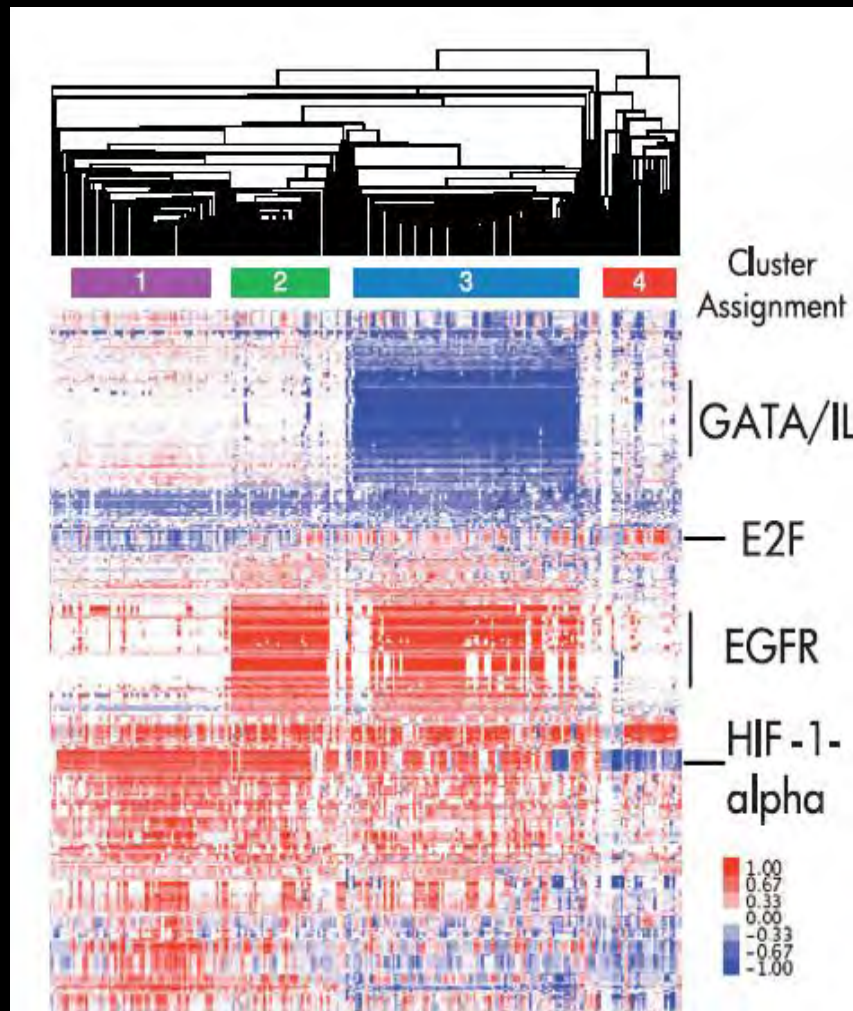 1 2 3 4
Cluster
Assignment
GATA/IL
E2F
EGFR
HIF-1-
alpha
1.00
0.67
0.33
0.00
-0.33
-0.67
-1.00